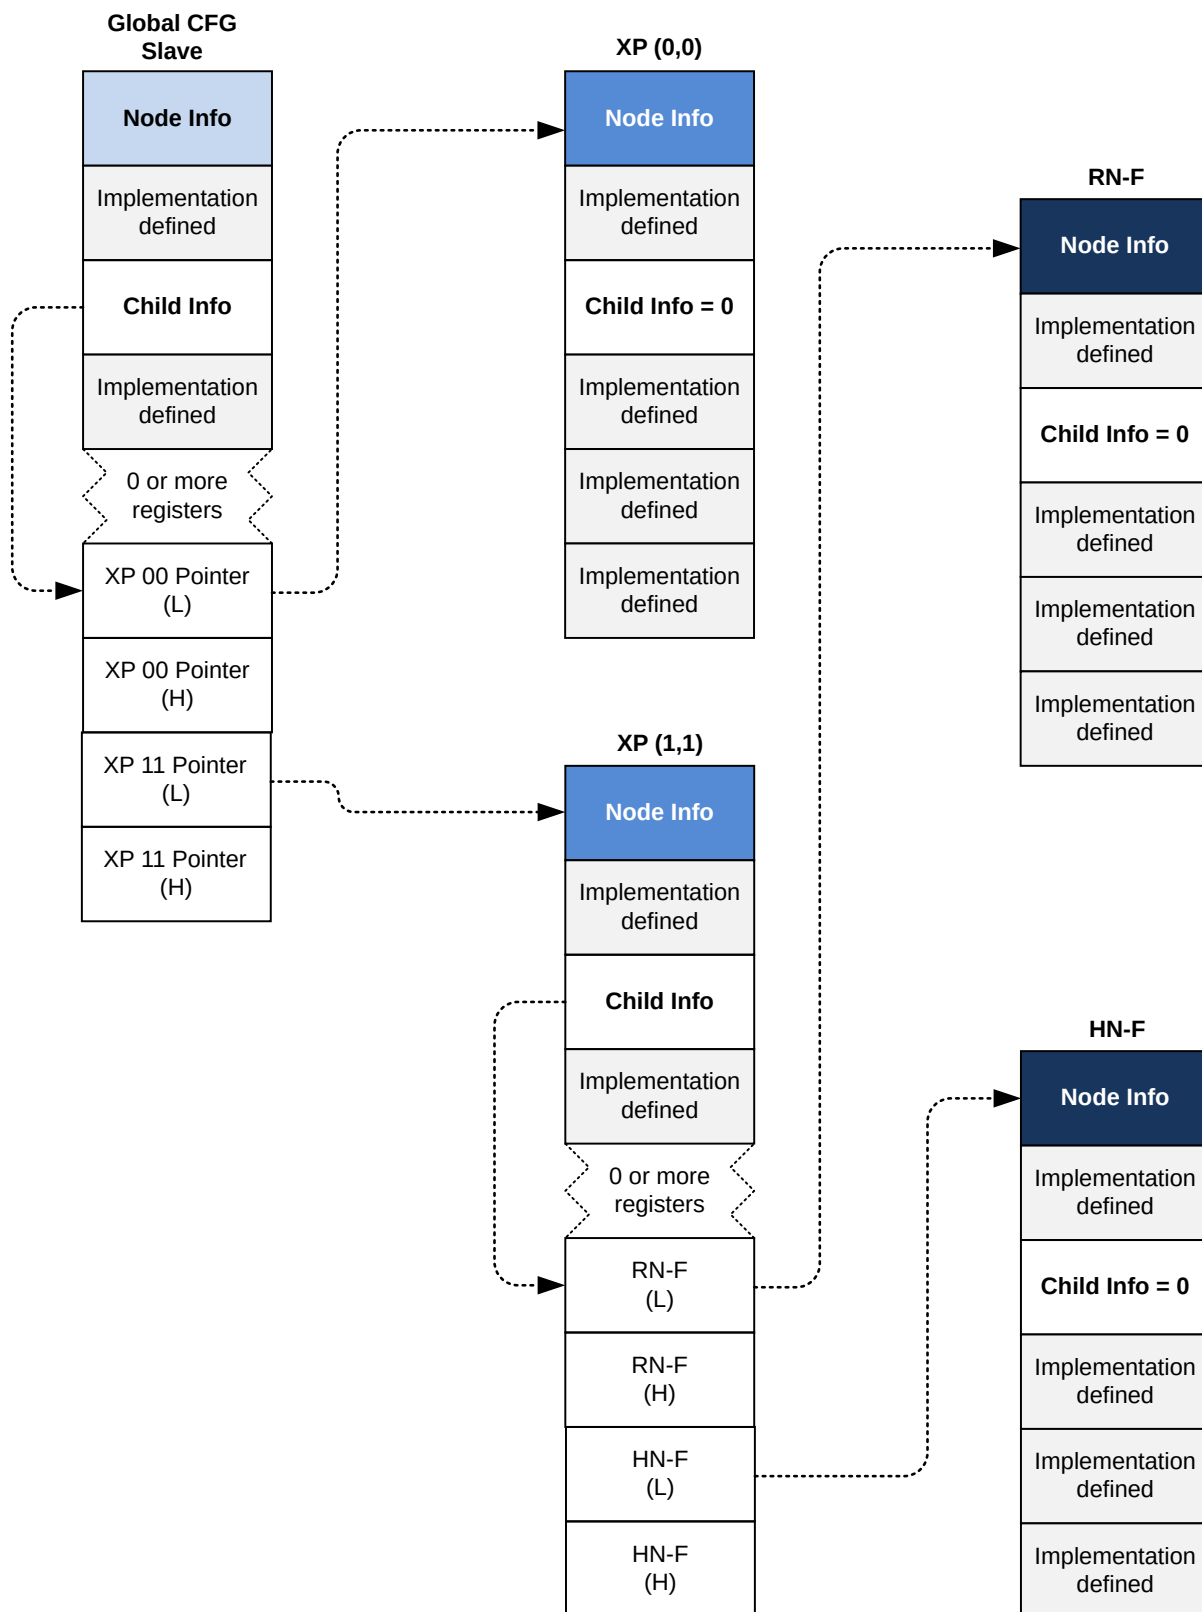 Global CFG
Slave
Node Info
Implementation
defined
Child Info
Implementation
defined
0 or more
registers
XP 00 Pointer
(L)
XP 00 Pointer
(H)
XP 11 Pointer
(L)
XP 11 Pointer
(H)
XP (0,0)
Node Info
Implementation
defined
Child Info = 0
Implementation
defined
Implementation
defined
Implementation
defined
XP (1,1)
Node Info
Implementation
defined
Child Info
Implementation
defined
0 or more
registers
RN-F
(L)
RN-F
(H)
HN-F
(L)
HN-F
(H)
RN-F
Node Info
Implementation
defined
Child Info = 0
Implementation
defined
Implementation
defined
Implementation
defined
HN-F
Node Info
Implementation
defined
Child Info = 0
Implementation
defined
Implementation
defined
Implementation
defined